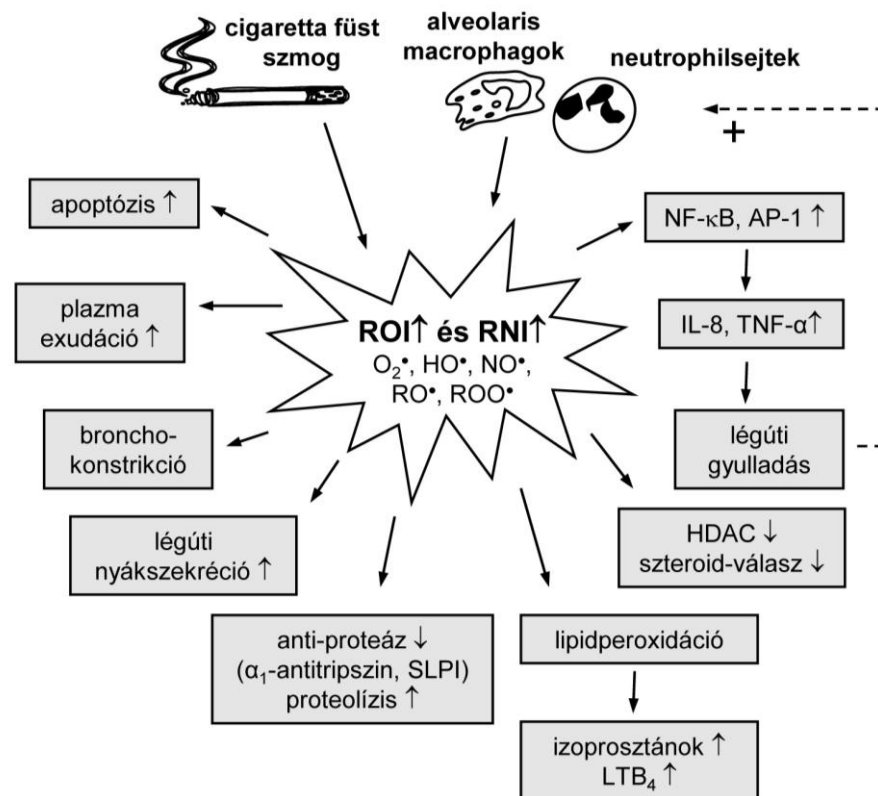 cigaretta füst
szmog
alveolaris
macrophagok
neutrophilsejtek
+
apoptózis ↑
plazma
exudáció ↑
broncho-
konstrikció
légúti
nyákszekréció ↑
ROI↑ és RNI↑
O₂•, HO•, NO•,
RO•, ROO•
NF-κB, AP-1 ↑
IL-8, TNF-α↑
légúti
gyulladás
HDAC ↓
szteroid-válasz ↓
anti-proteáz ↓
(α₁-antitripszin, SLPI)
proteolízis ↑
lipidperoxidáció
izoprosztánok ↑
LTB₄ ↑